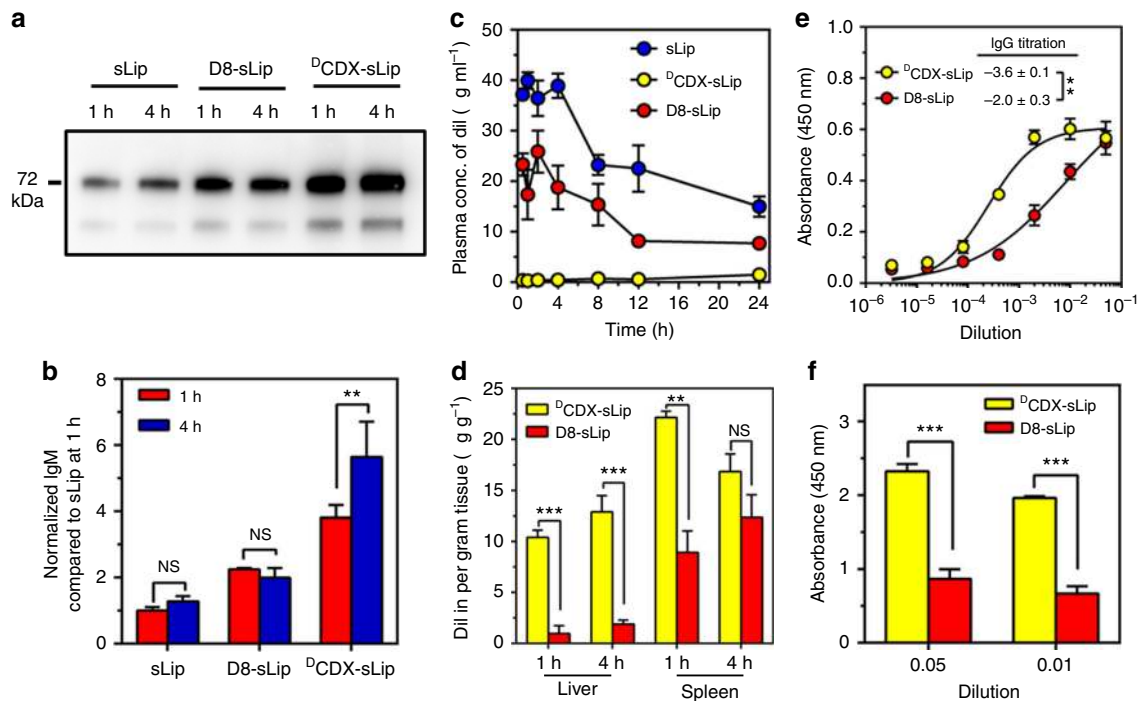 a
sLip D8-sLip ᴰCDX-sLip
1 h 4 h 1 h 4 h 1 h 4 h
72
kDa
b
Normalized IgM
compared to sLip at 1 h
8
6
4
2
0
1 h
4 h
NS
NS
**
sLip D8-sLip ᴰCDX-sLip
c
Plasma conc. of dil ( g ml⁻¹)
50
40
30
20
10
0
sLip
ᴰCDX-sLip
D8-sLip
0 4 8 12 16 20 24
Time (h)
d
Dil in per gram tissue ( g g⁻¹)
25
20
15
10
5
0
ᴰCDX-sLip
D8-sLip
***
***
**
NS
1 h 4 h 1 h 4 h
Liver Spleen
e
Absorbance (450 nm)
1.0
0.8
0.6
0.4
0.2
0.0
IgG titration
ᴰCDX-sLip –3.6 ± 0.1
D8-sLip –2.0 ± 0.3
**
10⁻⁶ 10⁻⁵ 10⁻⁴ 10⁻³ 10⁻² 10⁻¹
Dilution
f
Absorbance (450 nm)
3
2
1
0
ᴰCDX-sLip
D8-sLip
***
***
0.05 0.01
Dilution